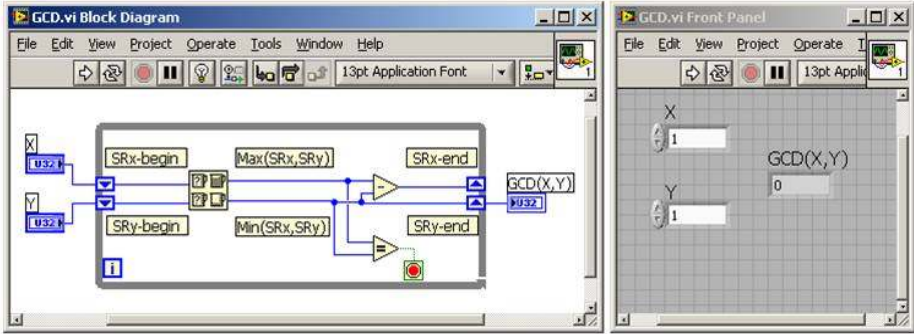 GCD.vi Block Diagram
File Edit View Project Operate Tools Window Help
13pt Application Font
1
X
U32
SRx-begin
Max(SRx,SRy)
SRx-end
GCD(X,Y)
U32
Y
U32
SRy-begin
Min(SRx,SRy)
SRy-end
-
=
i
GCD.vi Front Panel
File Edit View Project Operate T
13pt Applic
1
X
1
GCD(X,Y)
0
Y
1